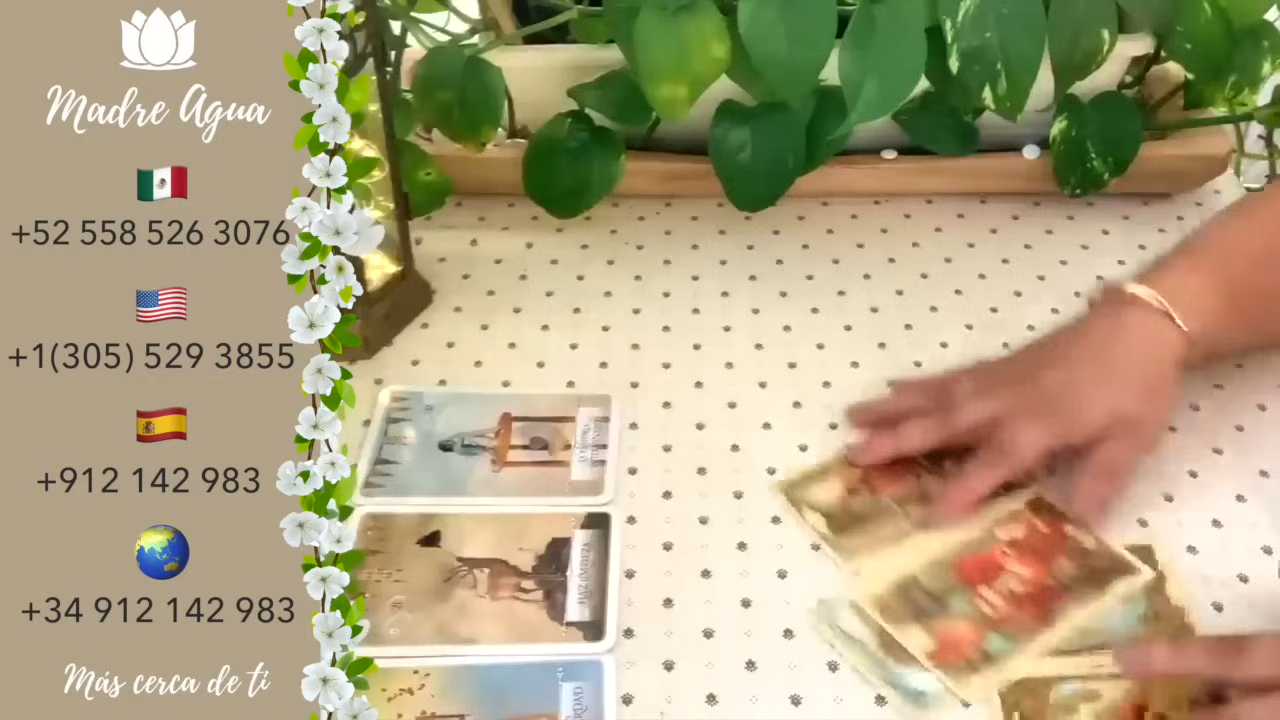 Madre Agua
+52 558 526 3076
+1(305) 529 3855
+912 142 983
+34 912 142 983
Más cerca de ti